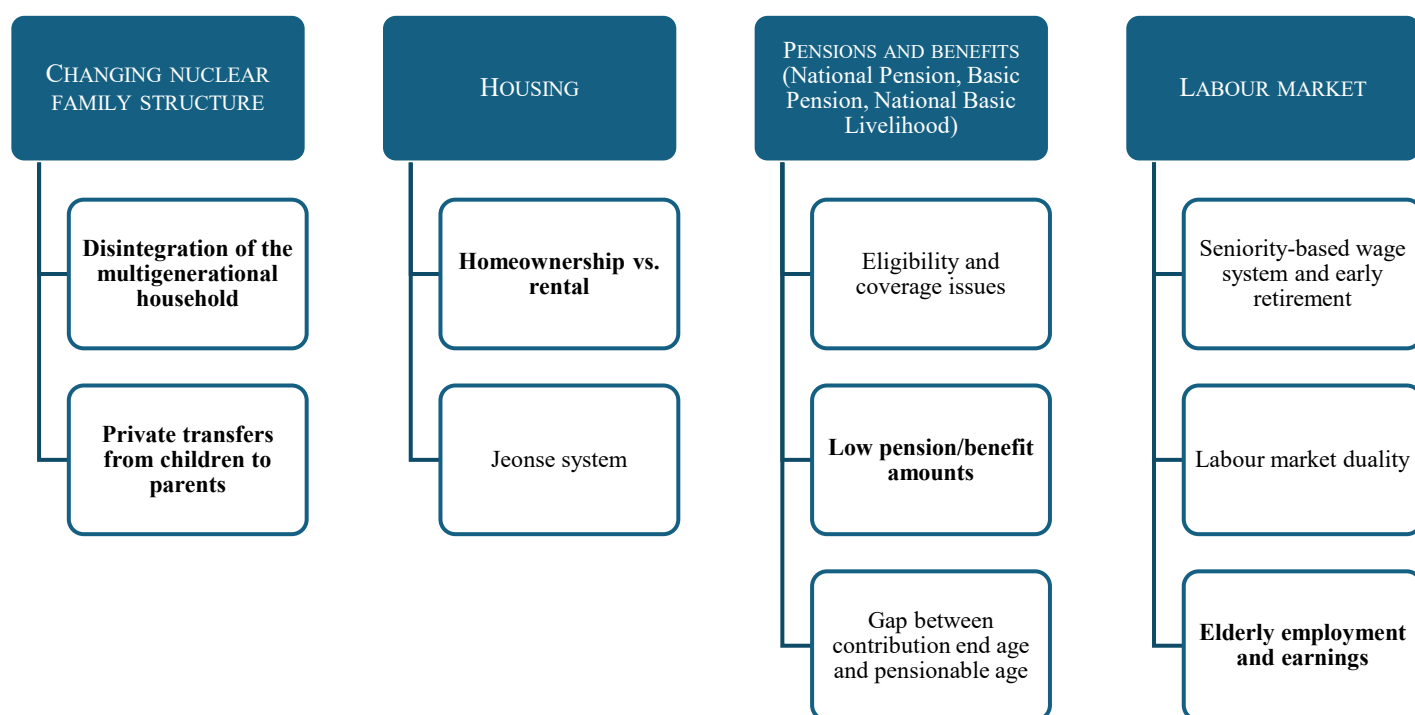 CHANGING NUCLEAR
FAMILY STRUCTURE
Disintegration of the
multigenerational
household
Private transfers
from children to
parents
HOUSING
Homeownership vs.
rental
Jeonse system
PENSIONS AND BENEFITS
(National Pension, Basic
Pension, National Basic
Livelihood)
Eligibility and
coverage issues
Low pension/benefit
amounts
Gap between
contribution end age
and pensionable age
LABOUR MARKET
Seniority-based wage
system and early
retirement
Labour market duality
Elderly employment
and earnings